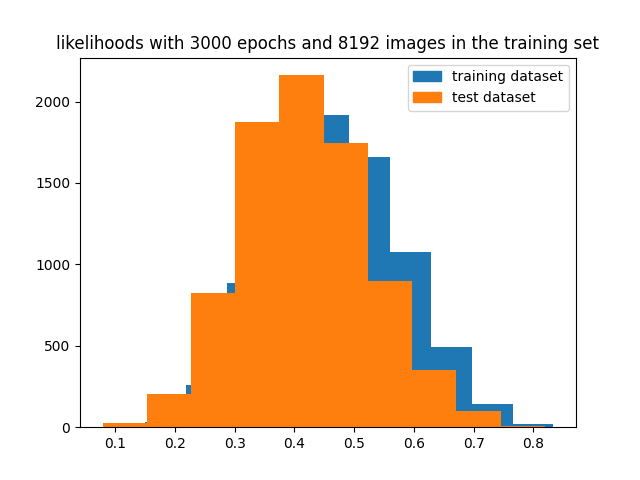 likelihoods with 3000 epochs and 8192 images in the training set
training dataset
test dataset
2000
1500
1000
500
0
0.1 0.2 0.3 0.4 0.5 0.6 0.7 0.8